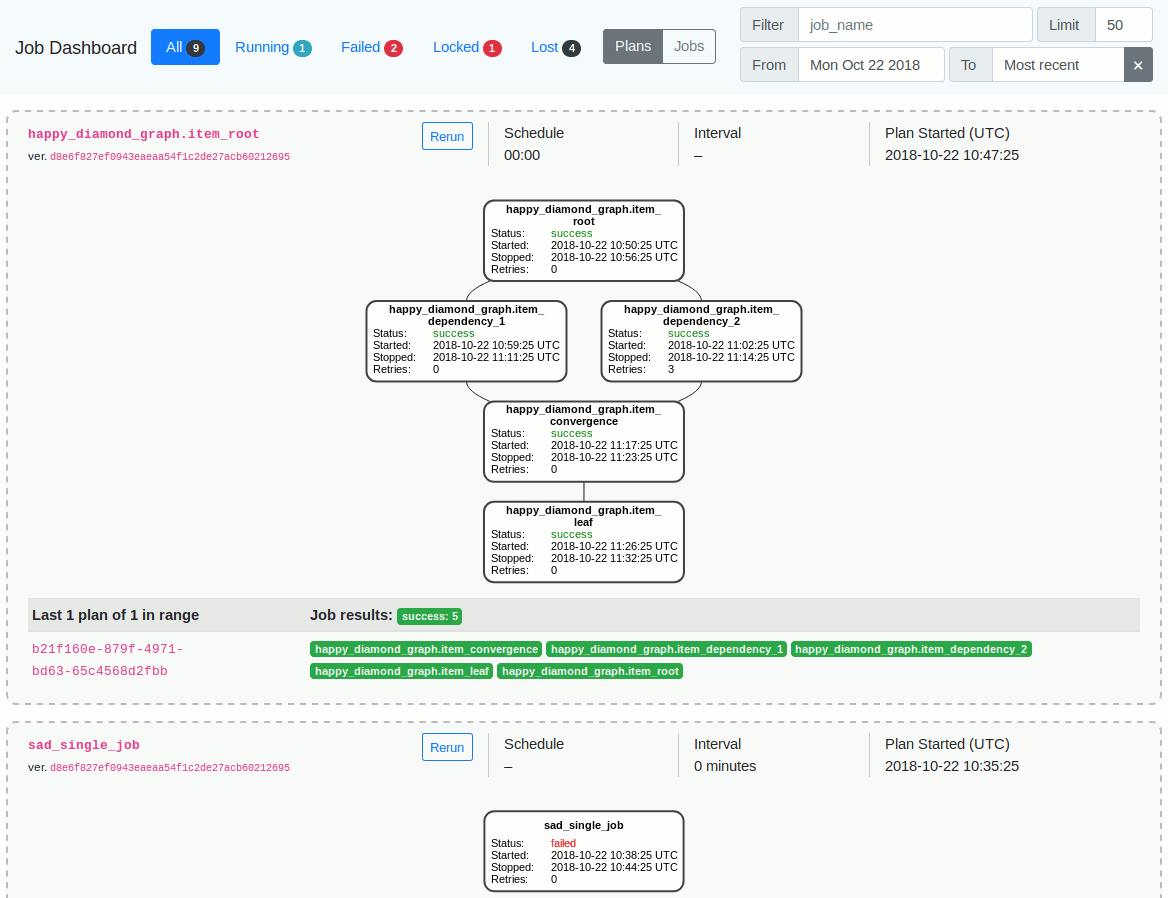 Job Dashboard All 9 Running 1 Failed 2 Locked 1 Lost 4 Plans Jobs
Filter job_name Limit 50
From Mon Oct 22 2018 To Most recent ×
happy_diamond_graph.item_root Rerun Schedule Interval Plan Started (UTC)
ver. d8e6f827ef0943eaeaa54f1c2de27acb60212695 00:00 – 2018-10-22 10:47:25
happy_diamond_graph.item_
root
Status: success
Started: 2018-10-22 10:50:25 UTC
Stopped: 2018-10-22 10:56:25 UTC
Retries: 0
happy_diamond_graph.item_
dependency_1
Status: success
Started: 2018-10-22 10:59:25 UTC
Stopped: 2018-10-22 11:11:25 UTC
Retries: 0
happy_diamond_graph.item_
dependency_2
Status: success
Started: 2018-10-22 11:02:25 UTC
Stopped: 2018-10-22 11:14:25 UTC
Retries: 3
happy_diamond_graph.item_
convergence
Status: success
Started: 2018-10-22 11:17:25 UTC
Stopped: 2018-10-22 11:23:25 UTC
Retries: 0
happy_diamond_graph.item_
leaf
Status: success
Started: 2018-10-22 11:26:25 UTC
Stopped: 2018-10-22 11:32:25 UTC
Retries: 0
Last 1 plan of 1 in range Job results: success: 5
b21f160e-879f-4971- happy_diamond_graph.item_convergence happy_diamond_graph.item_dependency_1 happy_diamond_graph.item_dependency_2
bd63-65c4568d2fbb happy_diamond_graph.item_leaf happy_diamond_graph.item_root
sad_single_job Rerun Schedule Interval Plan Started (UTC)
ver. d8e6f827ef0943eaeaa54f1c2de27acb60212695 – 0 minutes 2018-10-22 10:35:25
sad_single_job
Status: failed
Started: 2018-10-22 10:38:25 UTC
Stopped: 2018-10-22 10:44:25 UTC
Retries: 0